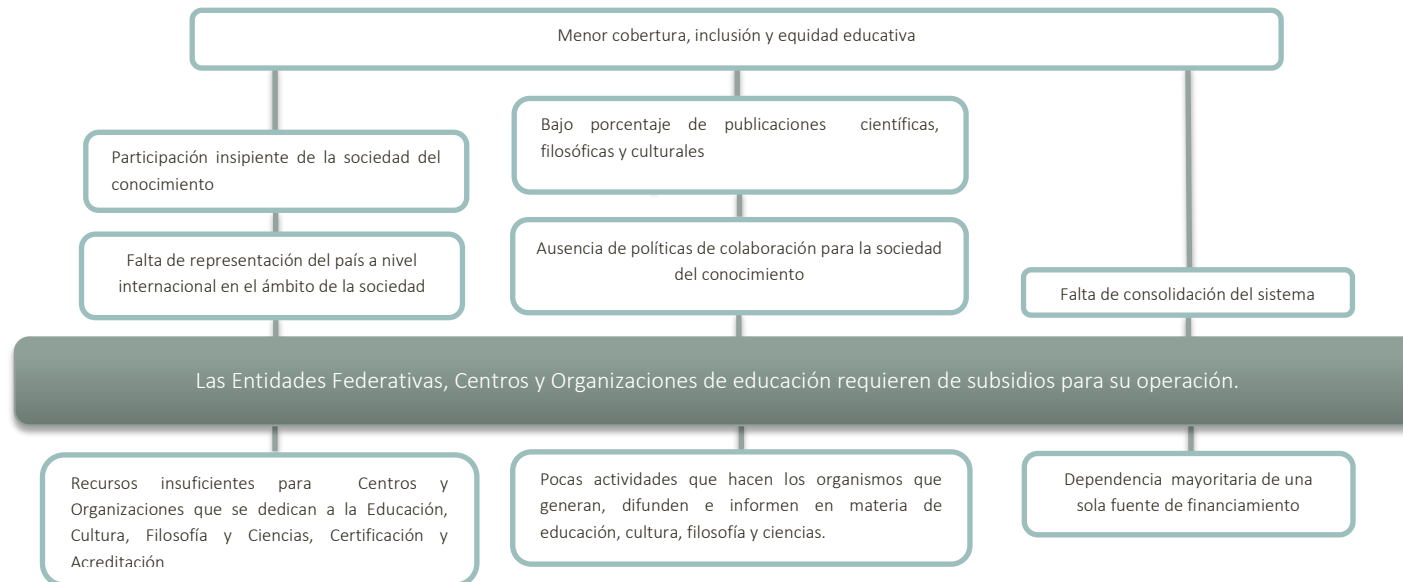 Menor cobertura, inclusión y equidad educativa
Participación insipiente de la sociedad del
conocimiento
Bajo porcentaje de publicaciones científicas,
filosóficas y culturales
Falta de representación del país a nivel
internacional en el ámbito de la sociedad
Ausencia de políticas de colaboración para la sociedad
del conocimiento
Falta de consolidación del sistema
Las Entidades Federativas, Centros y Organizaciones de educación requieren de subsidios para su operación.
Recursos insuficientes para Centros y
Organizaciones que se dedican a la Educación,
Cultura, Filosofía y Ciencias, Certificación y
Acreditación
Pocas actividades que hacen los organismos que
generan, difunden e informen en materia de
educación, cultura, filosofía y ciencias.
Dependencia mayoritaria de una
sola fuente de financiamiento